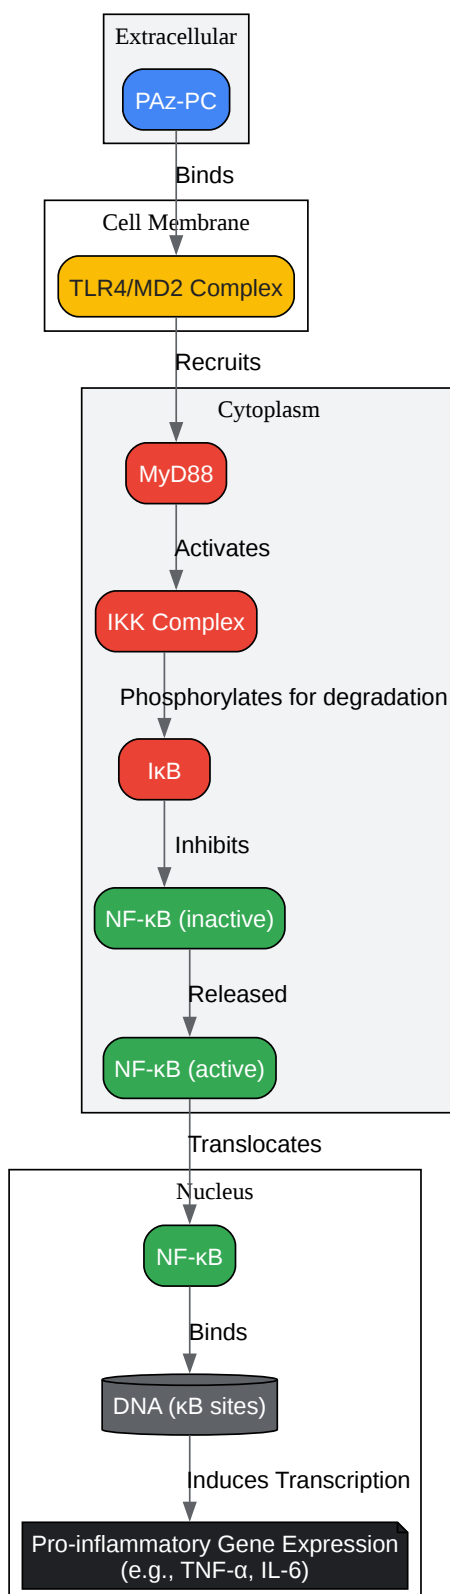 Extracellular
PAz-PC
Binds
Cell Membrane
TLR4/MD2 Complex
Recruits
Cytoplasm
MyD88
Activates
IKK Complex
Phosphorylates for degradation
IκB
Inhibits
NF-κB (inactive)
Released
NF-κB (active)
Translocates
Nucleus
NF-κB
Binds
DNA (κB sites)
Induces Transcription
Pro-inflammatory Gene Expression
(e.g., TNF-α, IL-6)